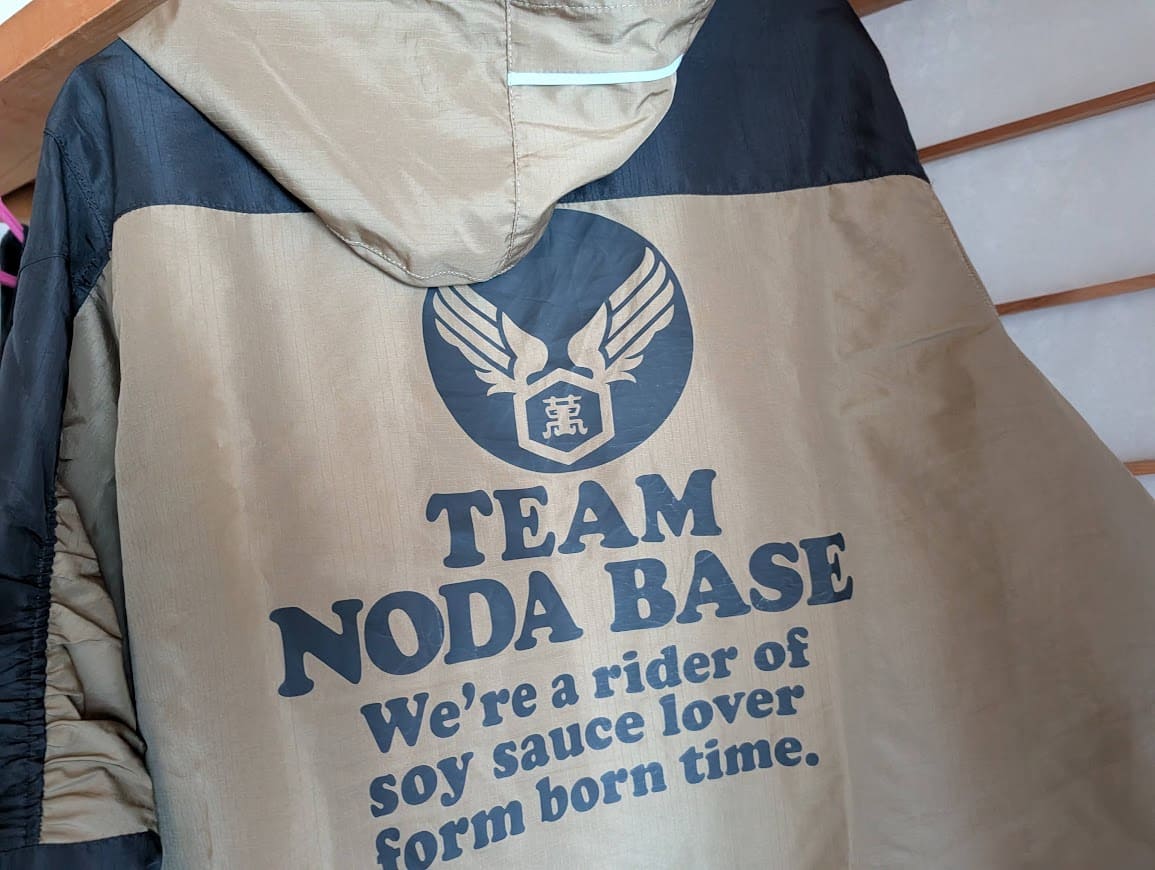 萬
TEAM
NODA BASE
We're a rider of
soy sauce lover
form born time.